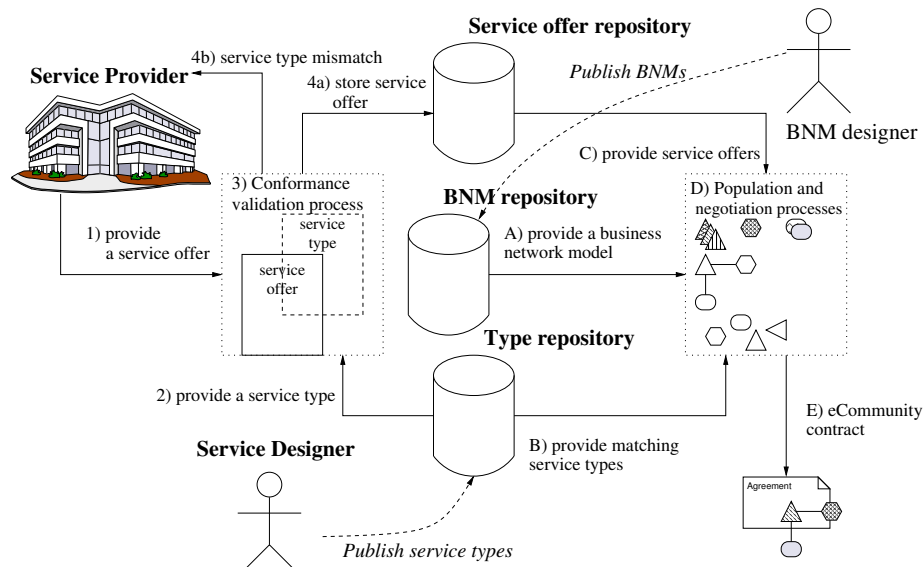 Service offer repository
4b) service type mismatch
Service Provider
4a) store service
offer
Publish BNMs
BNM designer
C) provide service offers
3) Conformance
validation process
service
type
service
offer
BNM repository
D) Population and
negotiation processes
1) provide
a service offer
A) provide a business
network model
Type repository
2) provide a service type
B) provide matching
service types
E) eCommunity
contract
Service Designer
Agreement
Publish service types